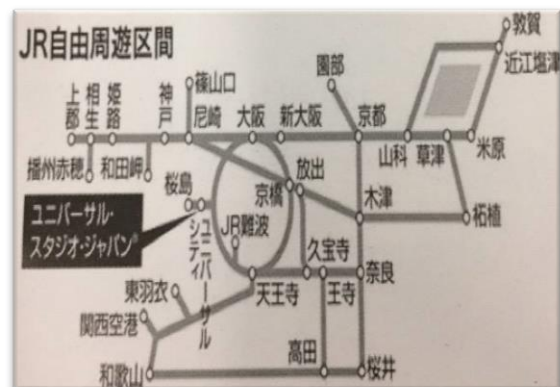 JR自由周遊区間
敦賀
近江塩津
篠山口
園部
上郡
相生
姫路
神戸
尼崎
大阪
新大阪
京都
山科
草津
米原
播州赤穂
和田岬
桜島
京橋
放出
木津
柘植
ユニバーサル・
スタジオ・ジャパン®
ユニバーサル
シティ
JR難波
久宝寺
奈良
天王寺
王寺
東羽衣
関西空港
和歌山
高田
桜井